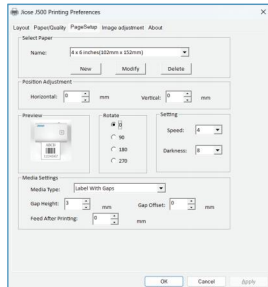 Jiose J500 Printing Preferences
Layout Paper/Quality PageSetup Image adjustment About
Select Paper
Name: 4 x 6 inches(102mm x 152mm)
New Modify Delete
Position Adjustment
Horizontal: 0 mm Vertical: 0 mm
Preview Rotate Setting
0
90
180
270
Speed: 4
Darkness: 8
Media Settings
Media Type: Label With Gaps
Gap Height: 3 mm Gap Offset: 0 mm
Feed After Printing: 0 mm
OK Cancel Apply